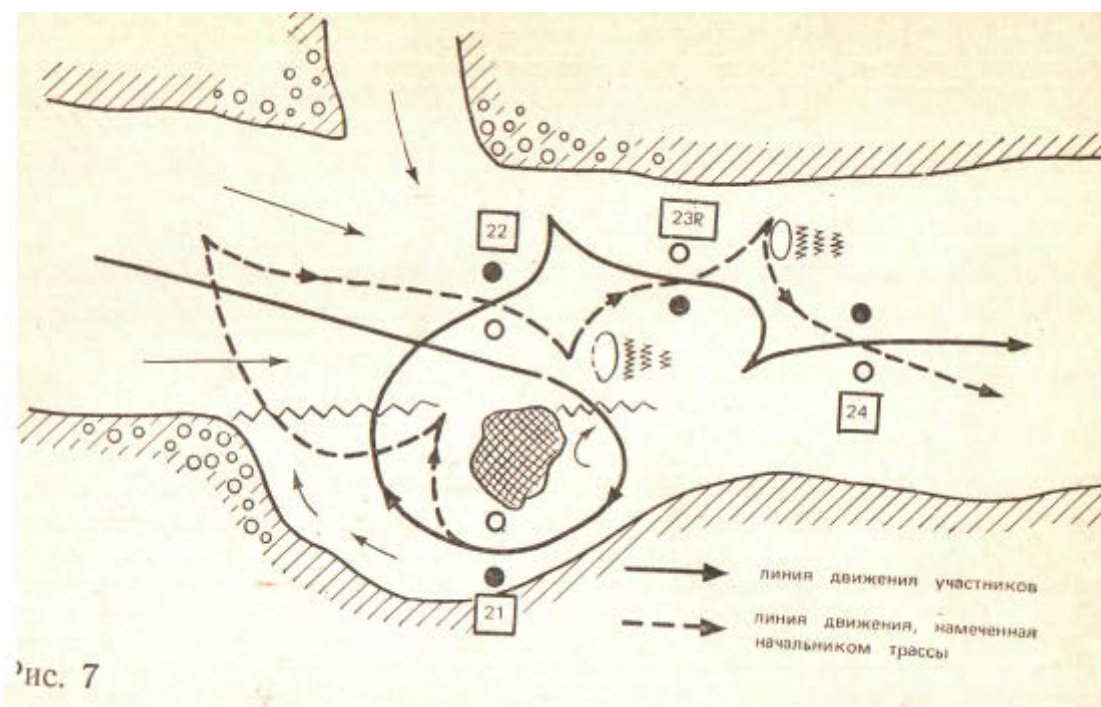 22
23R
24
21
линия движения участников
линия движения, намеченная
начальником трассы
Рис. 7